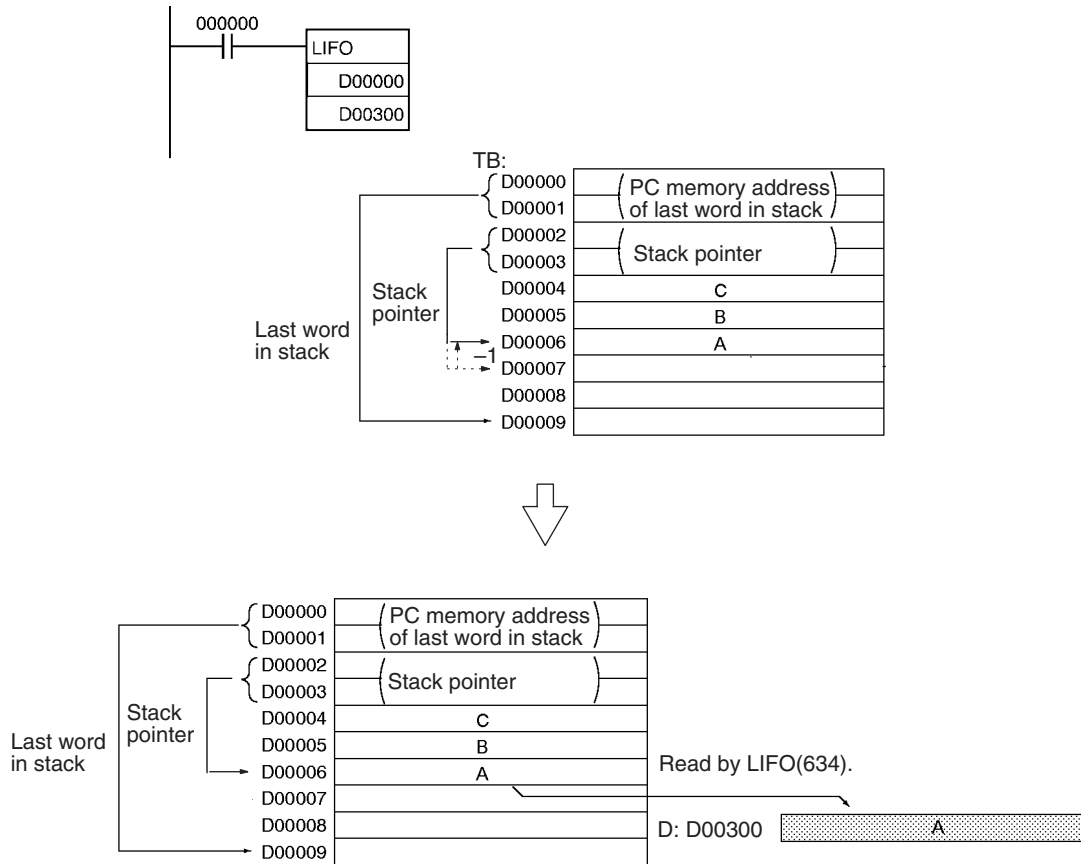 000000
LIFO
D00000
D00300
TB:
D00000
D00001
D00002
D00003
D00004
D00005
D00006
D00007
D00008
D00009
(PC memory address
of last word in stack)
(Stack pointer)
C
B
A
Stack
pointer
−1
Last word
in stack
D00000
D00001
D00002
D00003
D00004
D00005
D00006
D00007
D00008
D00009
(PC memory address
of last word in stack)
(Stack pointer)
C
B
A
Stack
pointer
Last word
in stack
Read by LIFO(634).
D: D00300
A